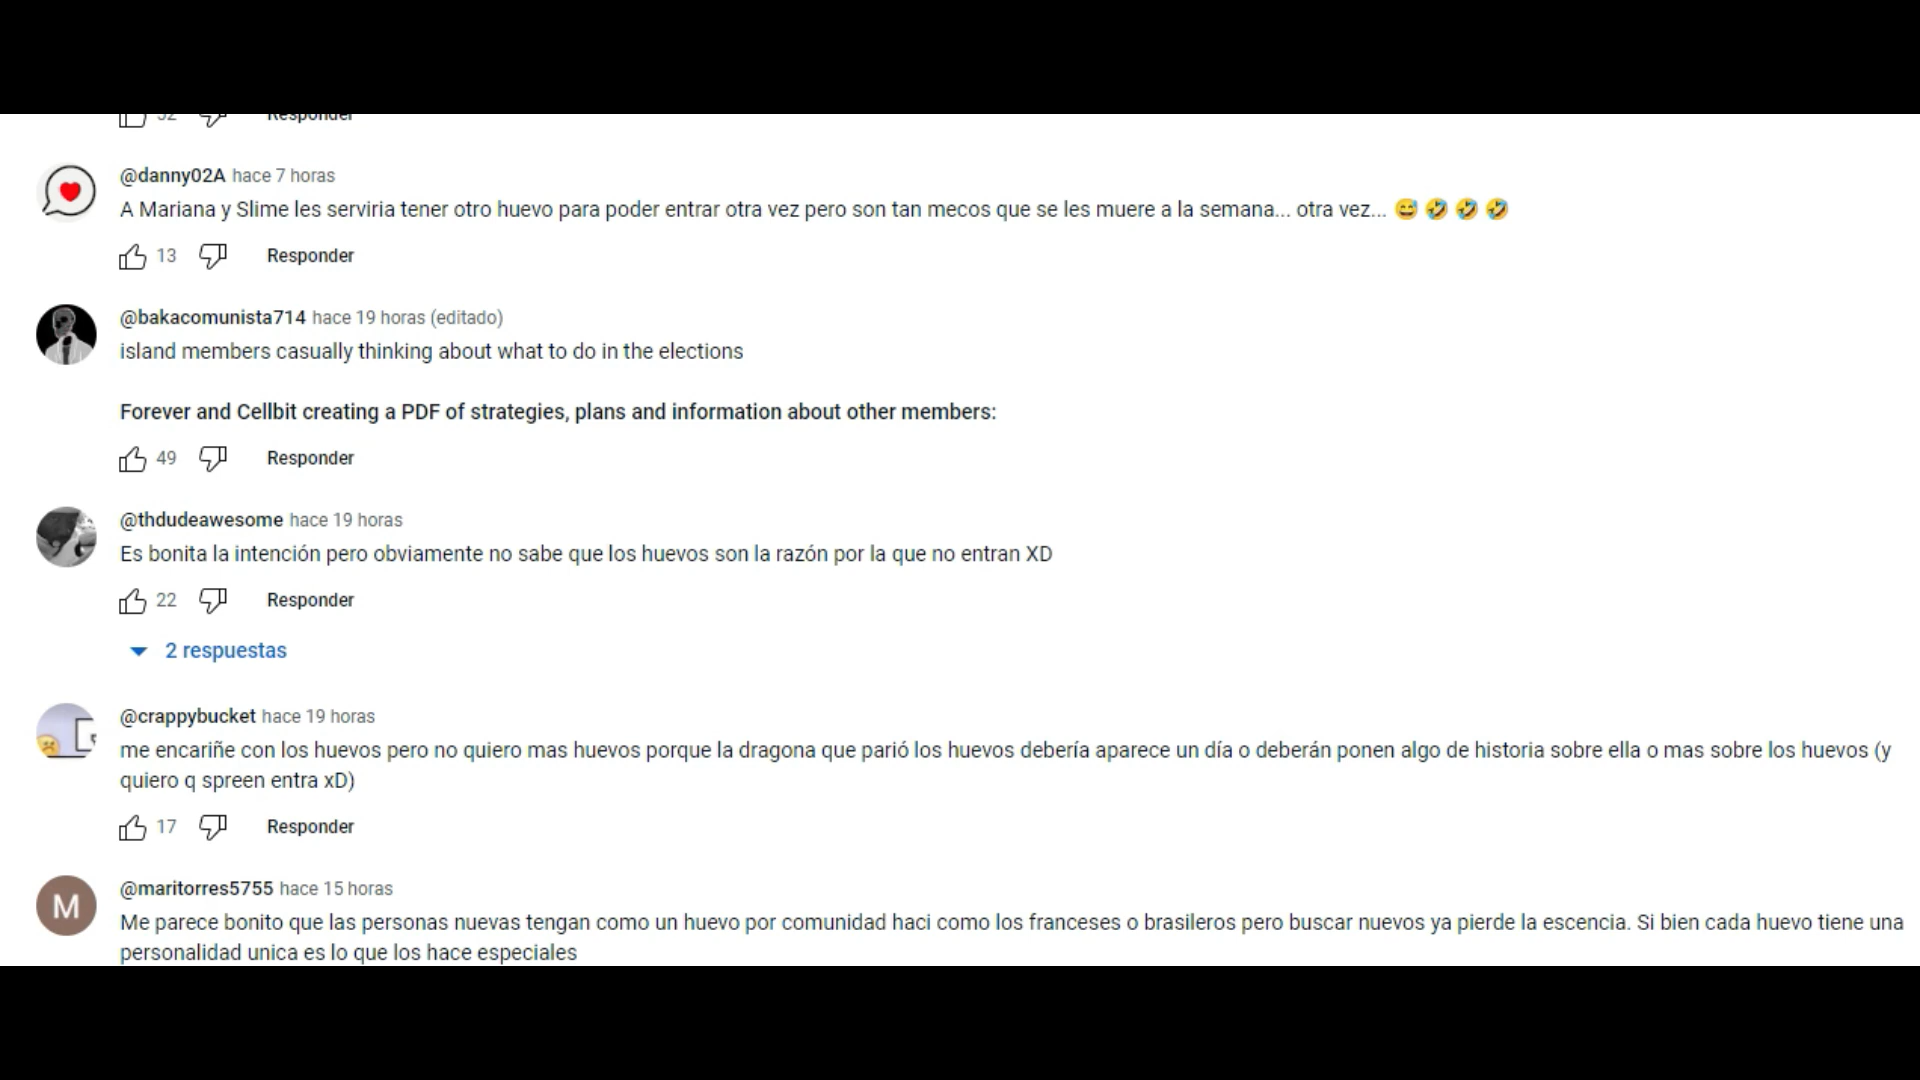 52 Responder
@danny02A hace 7 horas
A Mariana y Slime les serviria tener otro huevo para poder entrar otra vez pero son tan mecos que se les muere a la semana... otra vez... 😅 🤣 🤣 🤣
13 Responder
@bakacomunista714 hace 19 horas (editado)
island members casually thinking about what to do in the elections
Forever and Cellbit creating a PDF of strategies, plans and information about other members:
49 Responder
@thdudeawesome hace 19 horas
Es bonita la intención pero obviamente no sabe que los huevos son la razón por la que no entran XD
22 Responder
2 respuestas
@crappybucket hace 19 horas
me encariñe con los huevos pero no quiero mas huevos porque la dragona que parió los huevos debería aparece un día o deberán ponen algo de historia sobre ella o mas sobre los huevos (y
quiero q spreen entra xD)
17 Responder
M
@maritorres5755 hace 15 horas
Me parece bonito que las personas nuevas tengan como un huevo por comunidad haci como los franceses o brasileros pero buscar nuevos ya pierde la escencia. Si bien cada huevo tiene una
personalidad unica es lo que los hace especiales